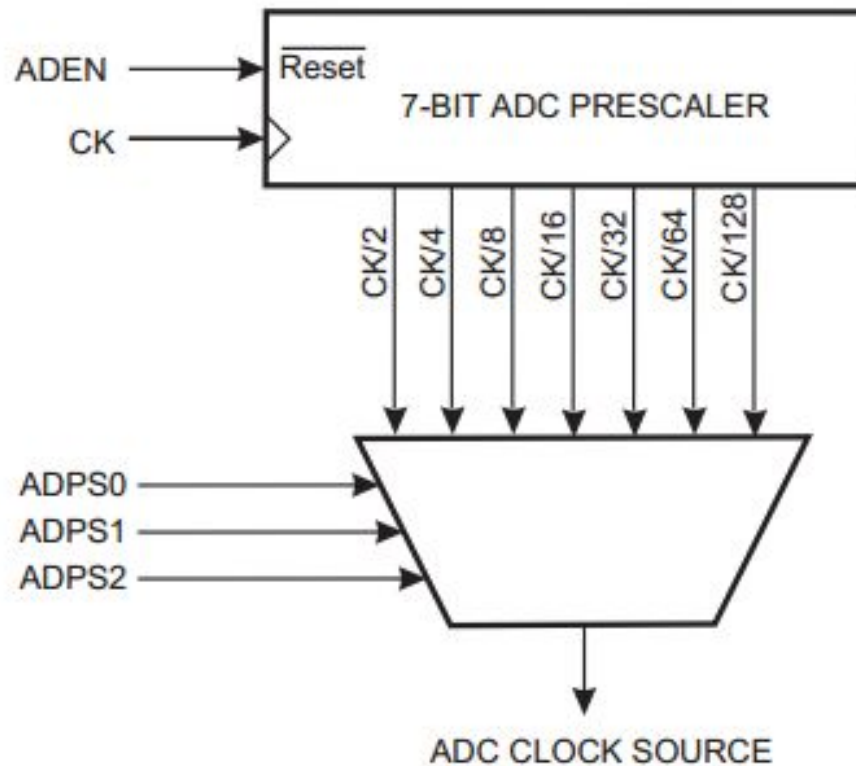 ADEN
Reset
7-BIT ADC PRESCALER
CK
CK/2
CK/4
CK/8
CK/16
CK/32
CK/64
CK/128
ADPS0
ADPS1
ADPS2
ADC CLOCK SOURCE